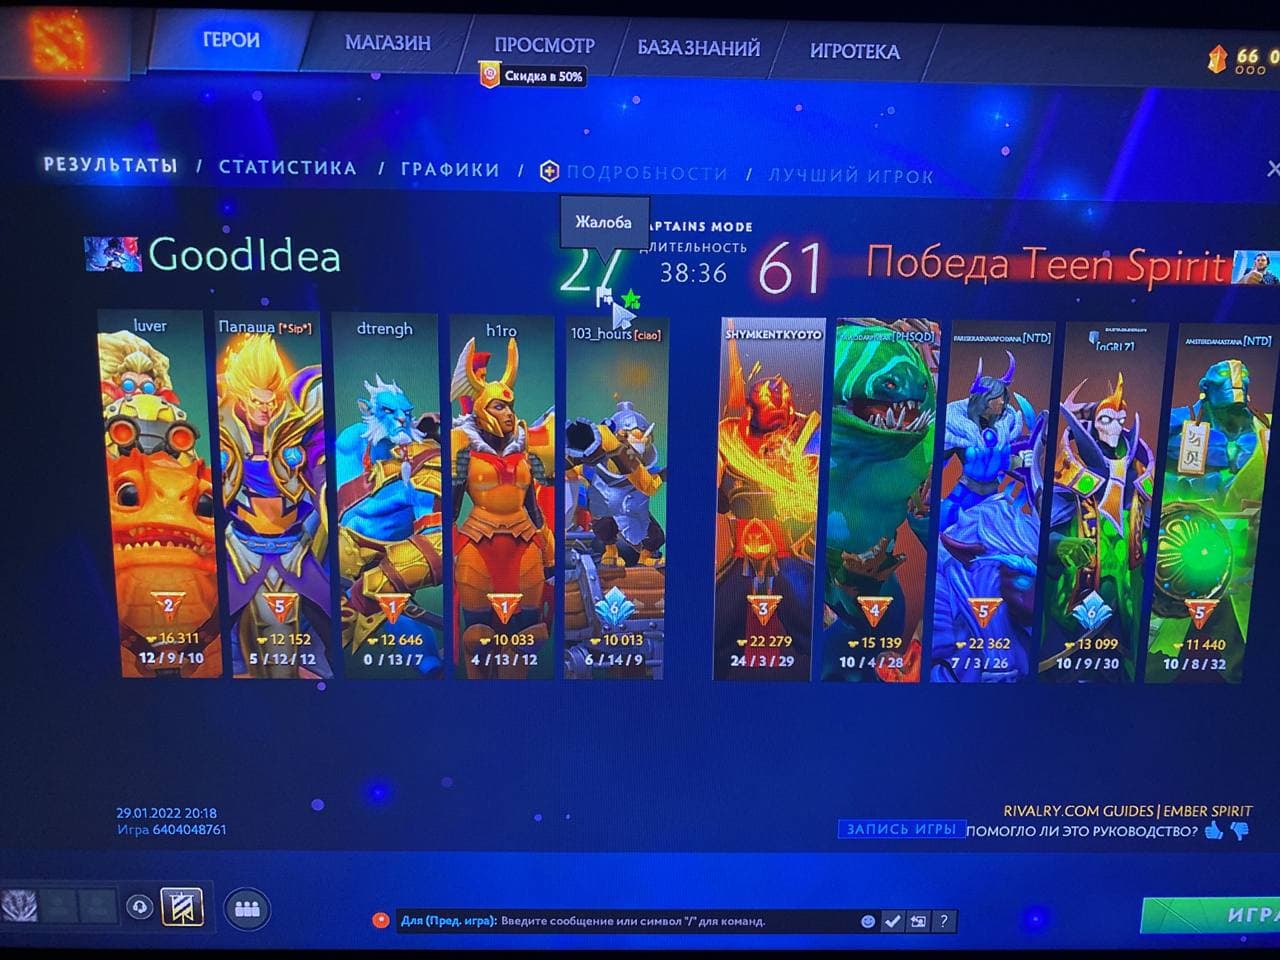 ГЕРОИ
МАГАЗИН
ПРОСМОТР
БАЗА ЗНАНИЙ
ИГРОТЕКА
66
Скидка в 50%
РЕЗУЛЬТАТЫ / СТАТИСТИКА / ГРАФИКИ / ПОДРОБНОСТИ / ЛУЧШИЙ ИГРОК
Жалоба
APTAINS MODE
ДЛИТЕЛЬНОСТЬ
GoodIdea
27
38:36
61
Победа Teen Spirit
luver
Папаша [*Sip*]
dtrengh
h1ro
103_hours [ciao]
SHYMKENTKYOTO
[PHSQD]
[NTD]
AMSTERDAMASTANA [NTD]
2
5
1
1
6
3
4
5
6
5
16 311
12 152
12 646
10 033
10 013
22 279
15 139
22 362
13 099
11 440
12 / 9 / 10
5 / 12 / 12
0 / 13 / 7
4 / 13 / 12
6 / 14 / 9
24 / 3 / 29
10 / 4 / 28
7 / 3 / 26
10 / 9 / 30
10 / 8 / 32
29.01.2022 20:18
Игра 6404048761
RIVALRY.COM GUIDES | EMBER SPIRIT
ЗАПИСЬ ИГРЫ
ПОМОГЛО ЛИ ЭТО РУКОВОДСТВО?
Для (Пред. игра): Введите сообщение или символ "/" для команд.
?
ИГРА